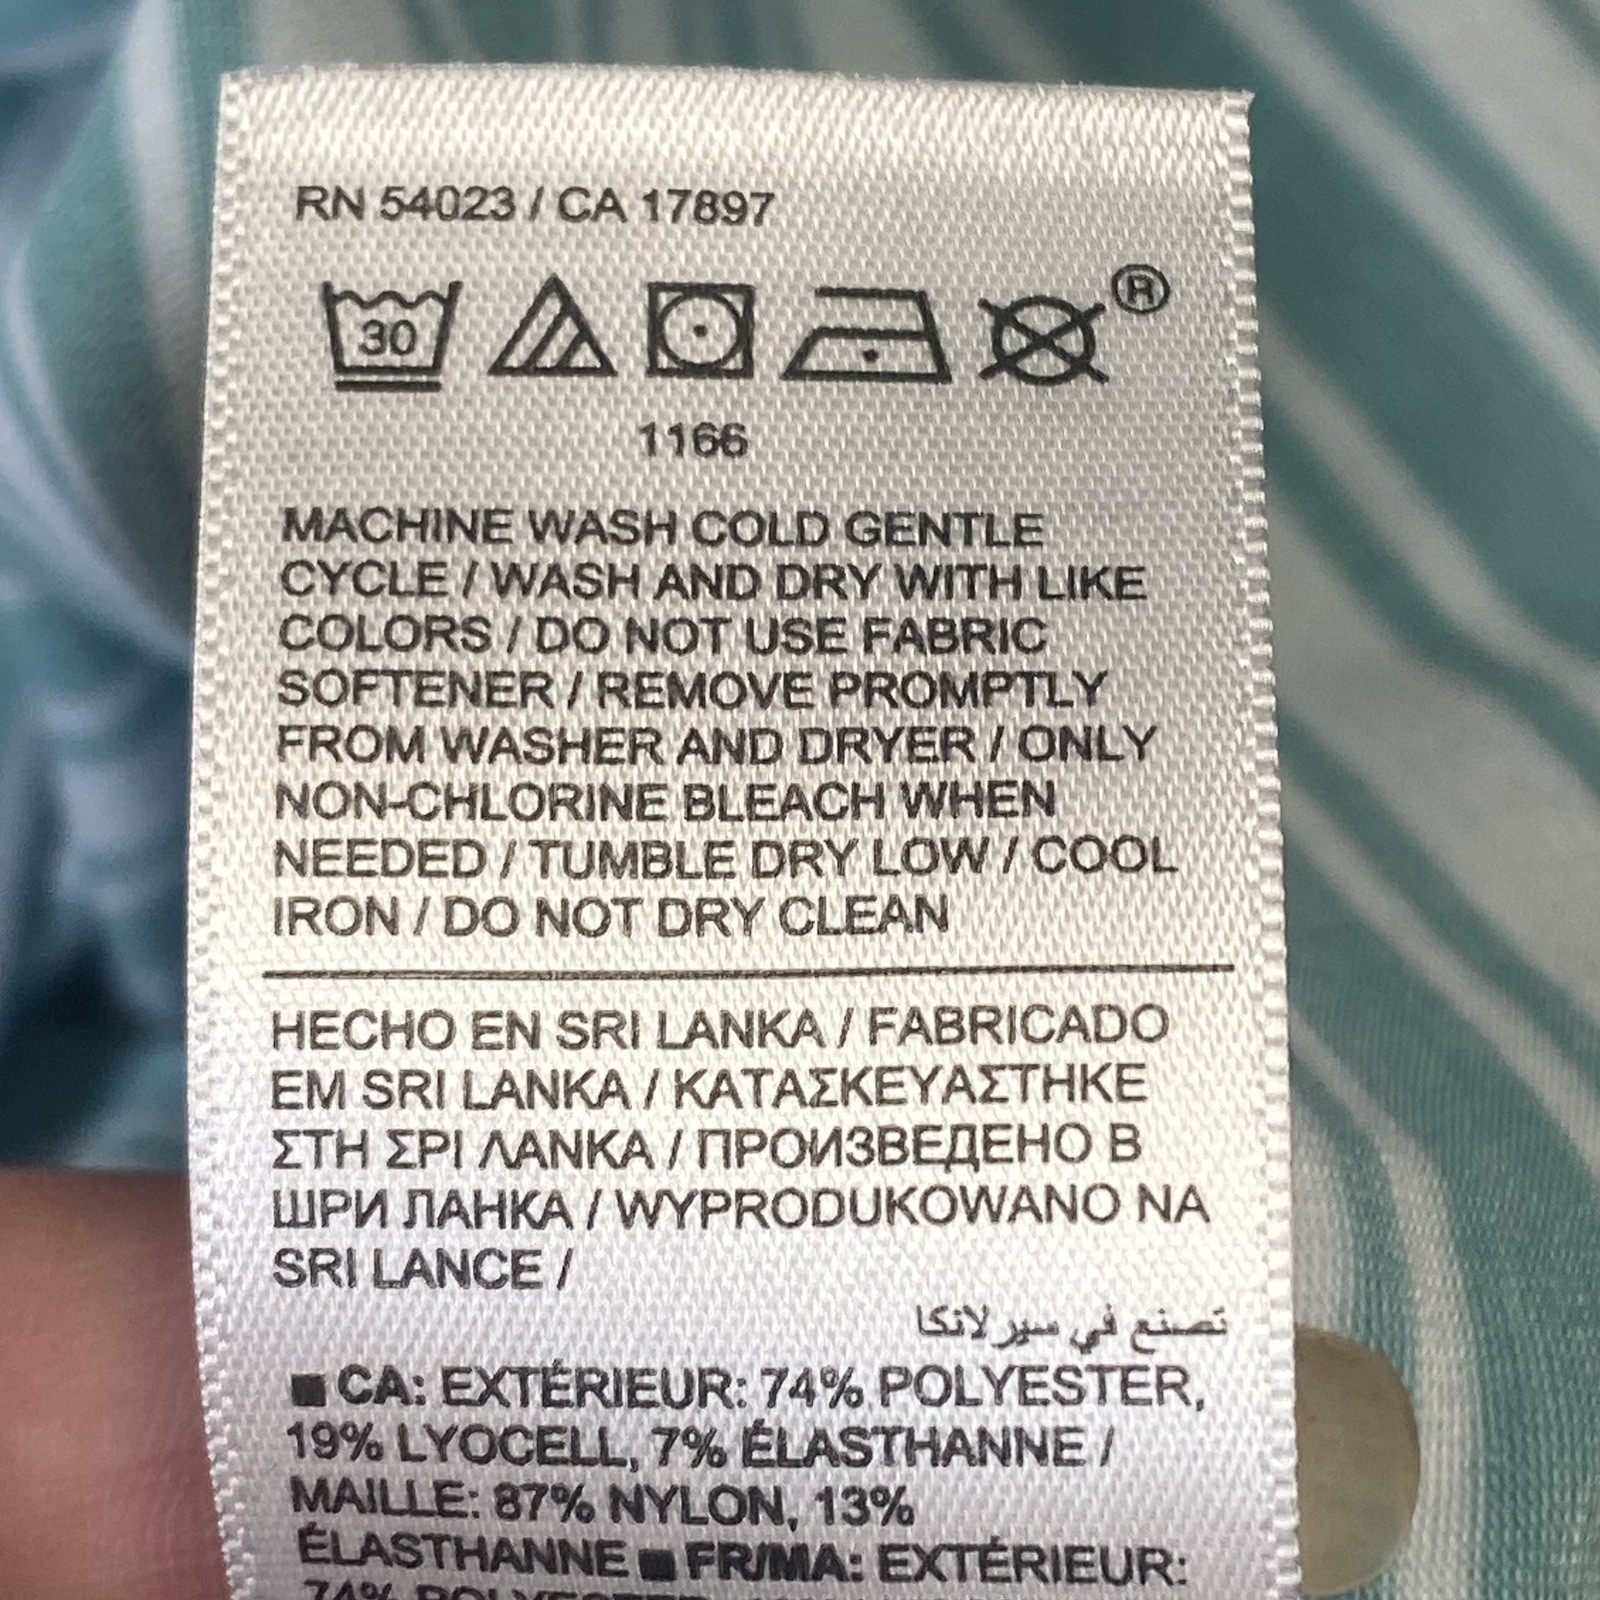 RN 54023 / CA 17897
30
®
1166
MACHINE WASH COLD GENTLE
CYCLE / WASH AND DRY WITH LIKE
COLORS / DO NOT USE FABRIC
SOFTENER / REMOVE PROMPTLY
FROM WASHER AND DRYER / ONLY
NON-CHLORINE BLEACH WHEN
NEEDED / TUMBLE DRY LOW / COOL
IRON / DO NOT DRY CLEAN
HECHO EN SRI LANKA / FABRICADO
EM SRI LANKA / ΚΑΤΑΣΚΕΥΑΣΤΗΚΕ
ΣΤΗ ΣΡΙ ΛΑΝΚΑ / ПРОИЗВЕДЕНО В
ШРИ ЛАНКА / WYPRODUKOWANO NA
SRI LANCE /
تصنع في سير لانكا
■ CA: EXTÉRIEUR: 74% POLYESTER,
19% LYOCELL, 7% ÉLASTHANNE /
MAILLE: 87% NYLON, 13%
ÉLASTHANNE ■ FR/MA: EXTÉRIEUR:
74% POLYESTER,